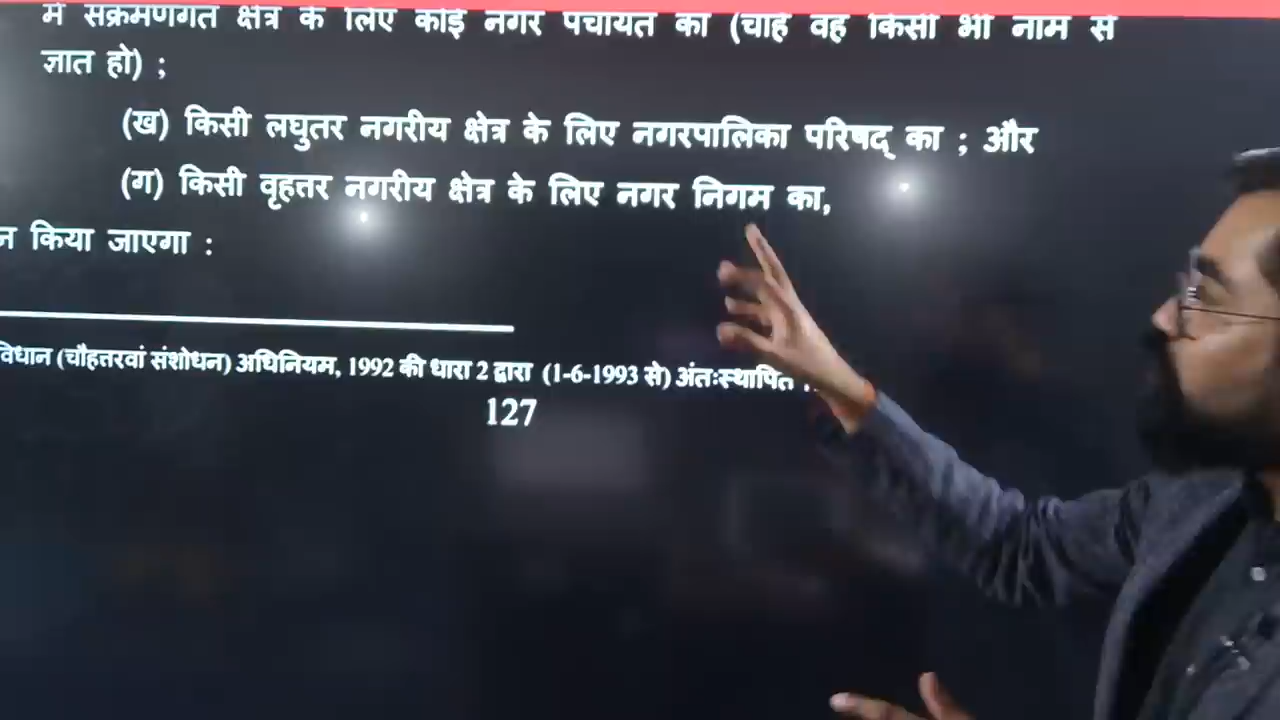 में संक्रमणगत क्षेत्र के लिए कोई नगर पंचायत का (चाहे वह किसी भी नाम से
ज्ञात हो) ;
(ख) किसी लघुतर नगरीय क्षेत्र के लिए नगरपालिका परिषद् का ; और
(ग) किसी वृहत्तर नगरीय क्षेत्र के लिए नगर निगम का,
न किया जाएगा :
विधान (चौहत्तरवां संशोधन) अधिनियम, 1992 की धारा 2 द्वारा (1-6-1993 से) अंतःस्थापित
127